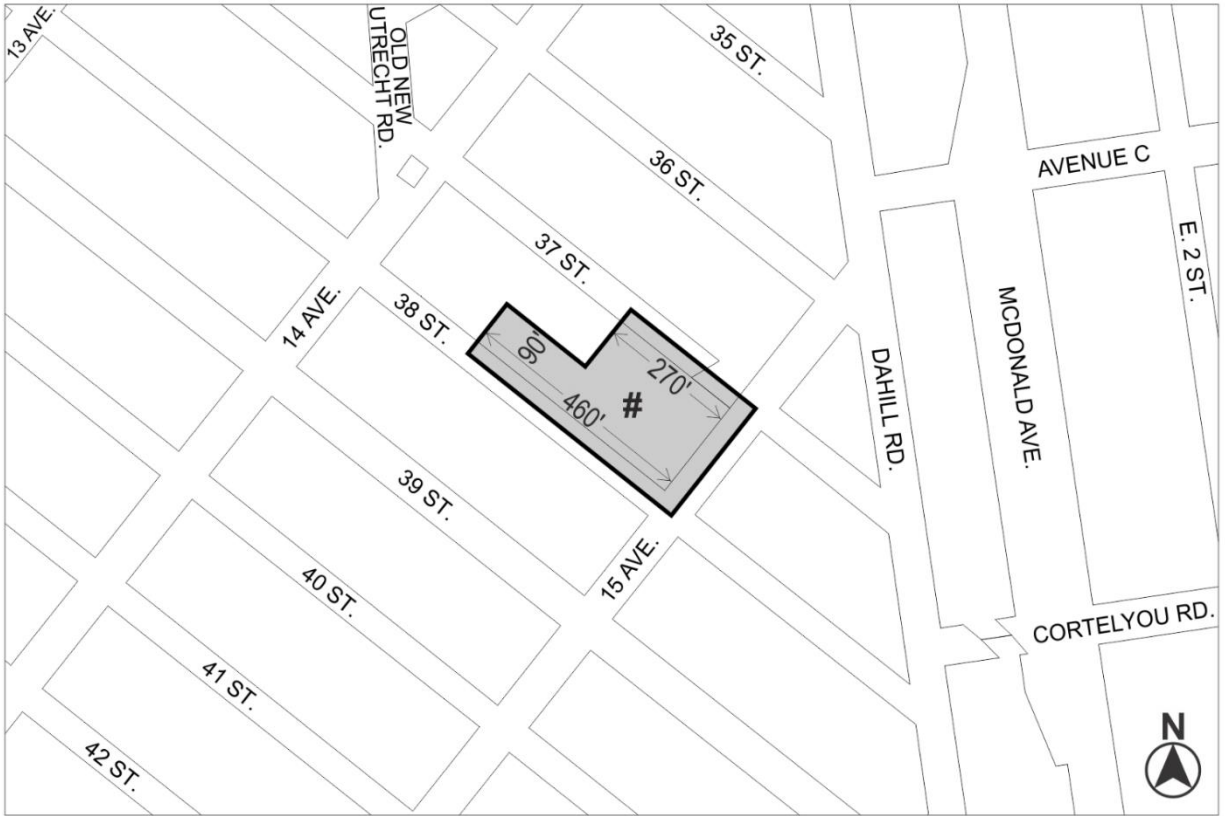 13 AVE.
OLD NEW
UTRECHT RD.
35 ST.
36 ST.
AVENUE C
E. 2 ST.
37 ST.
38 ST.
14 AVE.
90'
270'
460'
#
DAHILL RD.
MCDONALD AVE.
39 ST.
15 AVE.
40 ST.
CORTELYOU RD.
41 ST.
42 ST.
N